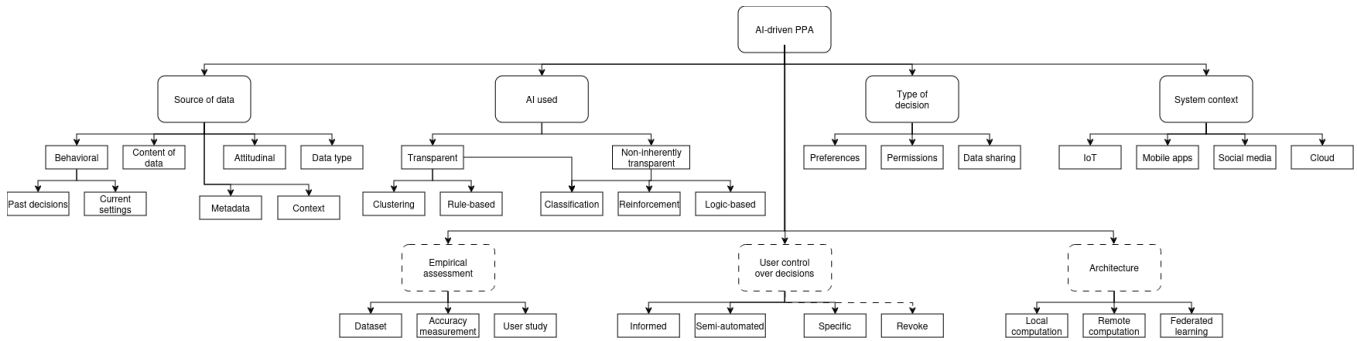 AI-driven PPA
Source of data
AI used
Type of
decision
System context
Behavioral
Content of
data
Attitudinal
Data type
Transparent
Non-inherently
transparent
Preferences
Permissions
Data sharing
IoT
Mobile apps
Social media
Cloud
Past decisions
Current
settings
Metadata
Context
Clustering
Rule-based
Classification
Reinforcement
Logic-based
Empirical
assessment
User control
over decisions
Architecture
Dataset
Accuracy
measurement
User study
Informed
Semi-automated
Specific
Revoke
Local
computation
Remote
computation
Federated
learning